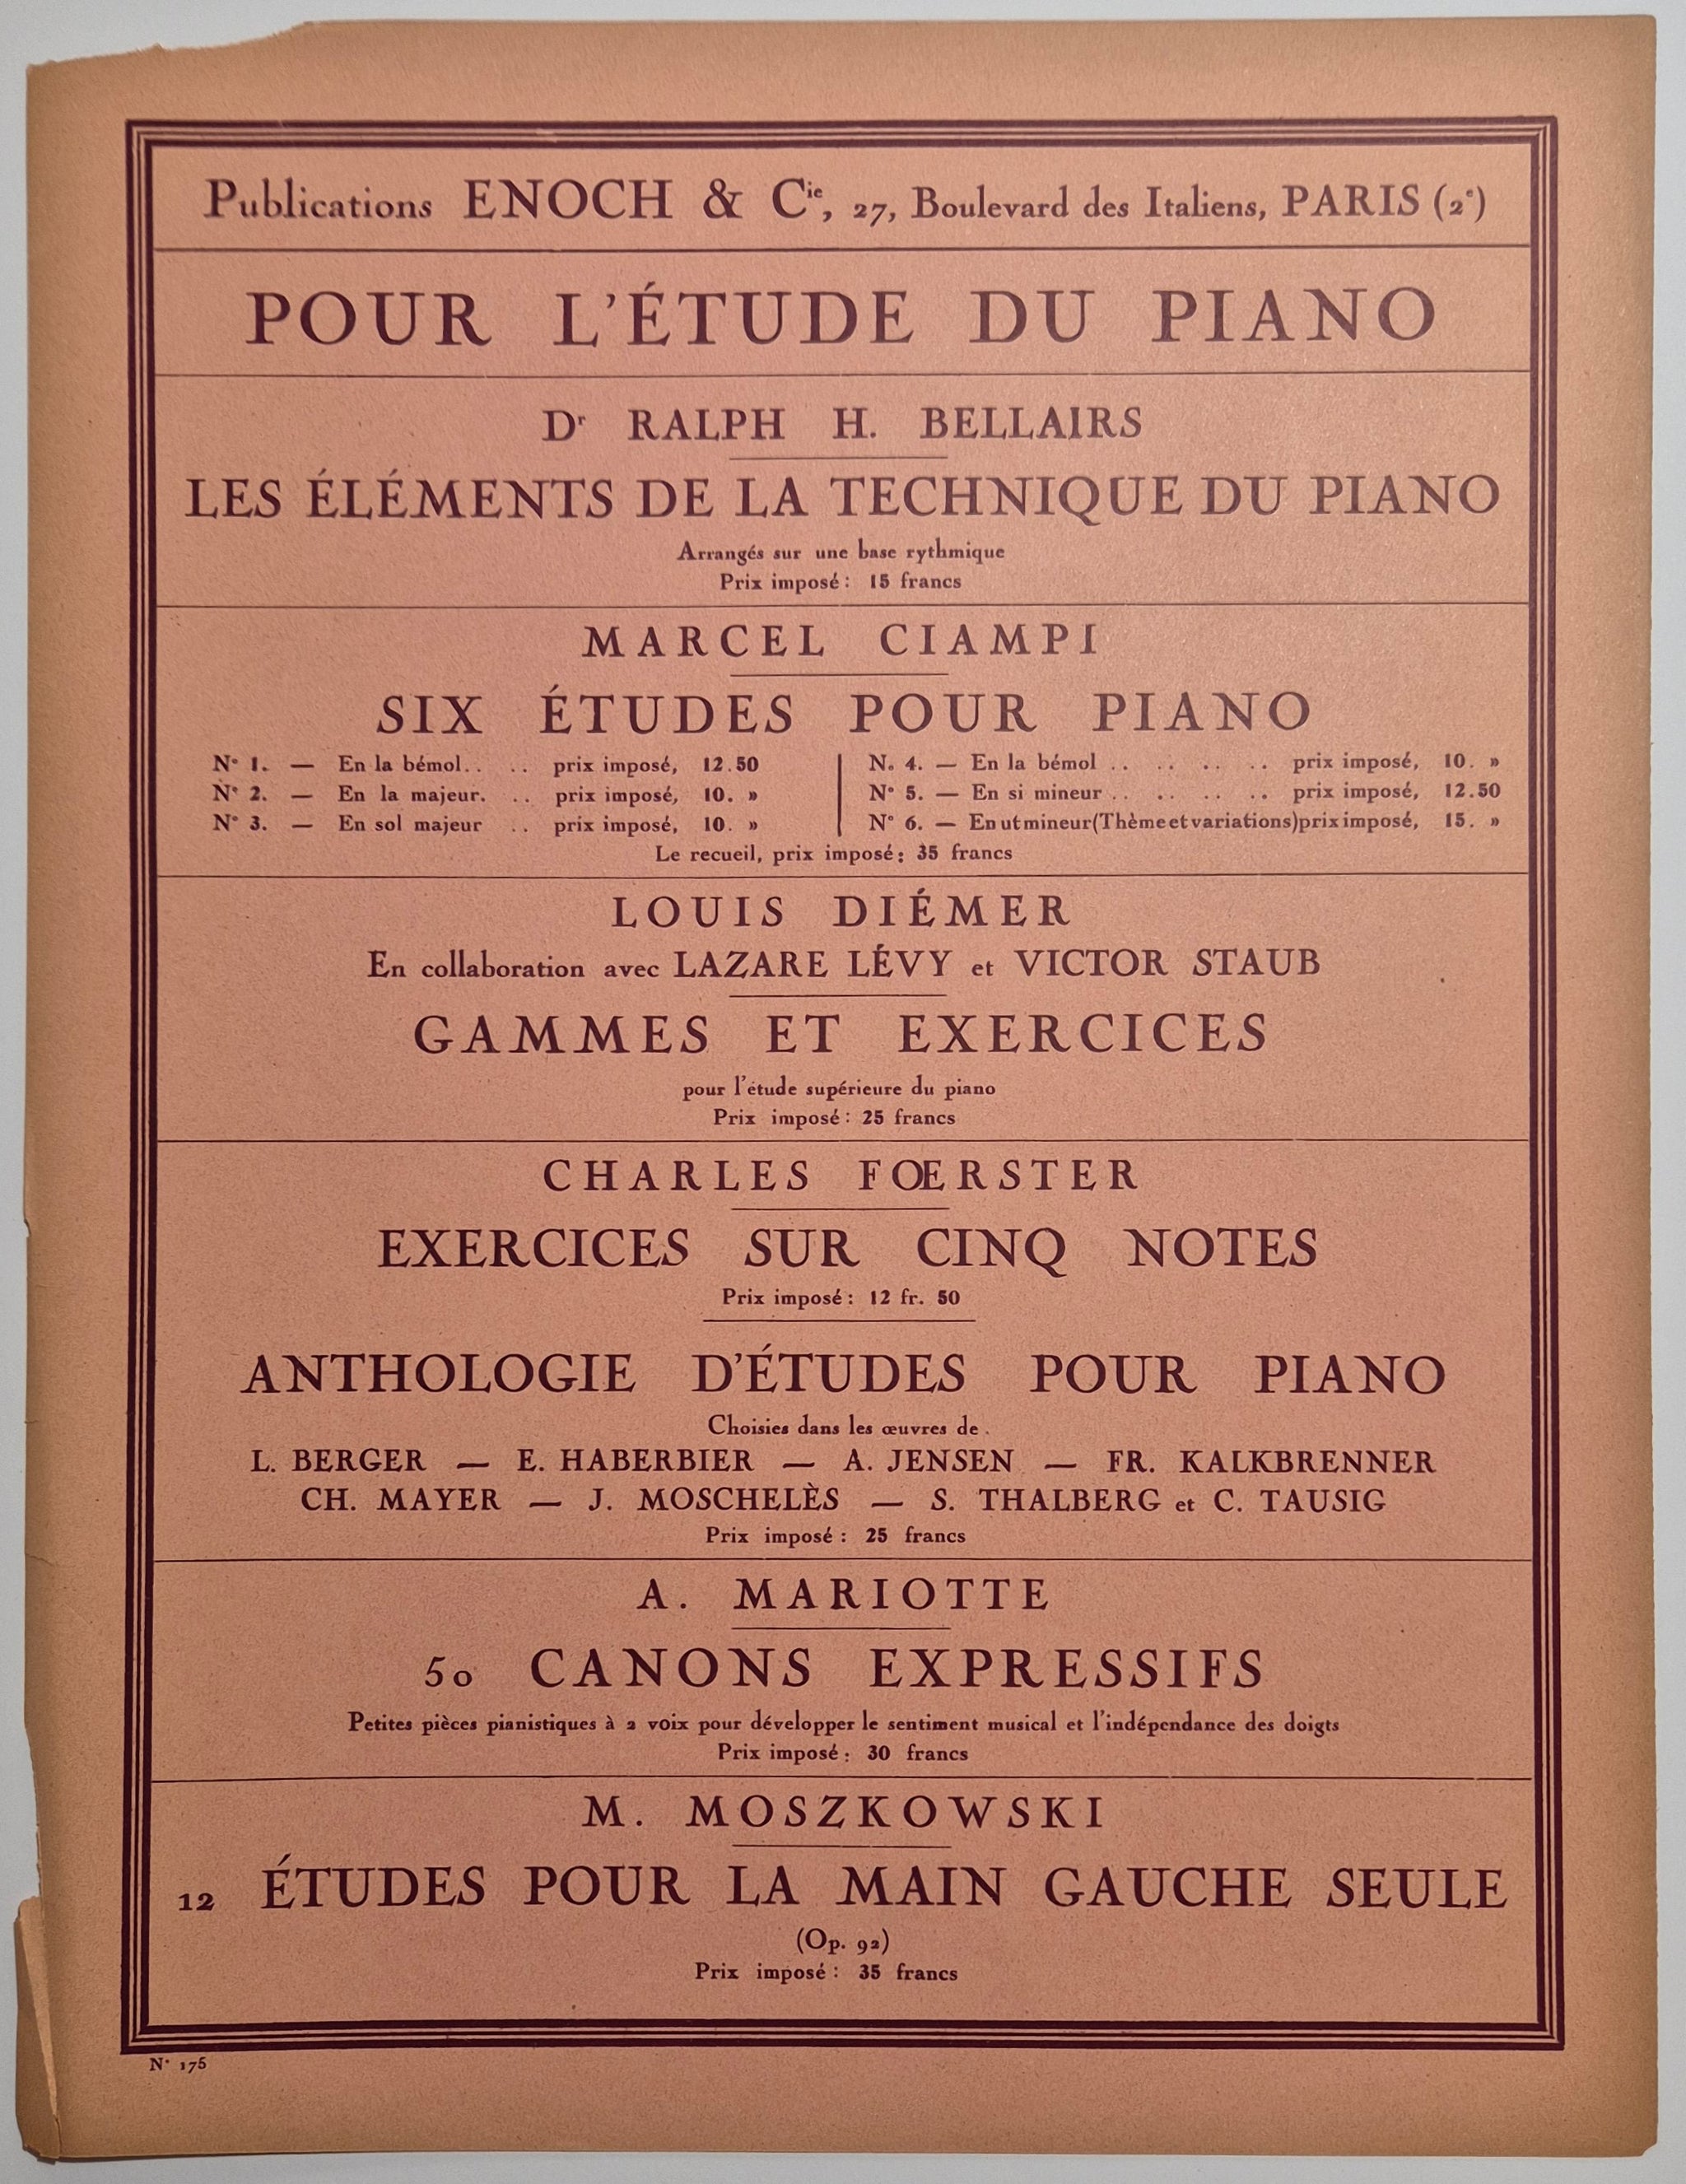 Publications ENOCH & Cie, 27, Boulevard des Italiens, PARIS (2e)
POUR L'ÉTUDE DU PIANO
Dr RALPH H. BELLAIRS
LES ÉLÉMENTS DE LA TECHNIQUE DU PIANO
Arrangés sur une base rythmique
Prix imposé : 15 francs
MARCEL CIAMPI
SIX ÉTUDES POUR PIANO
N° 1. — En la bémol. . . . prix imposé, 12.50
N° 2. — En la majeur. . . prix imposé, 10. »
N° 3. — En sol majeur . . prix imposé, 10. »
N. 4. — En la bémol . . . . . . . . prix imposé, 10. »
N° 5. — En si mineur . . . . . . . . prix imposé, 12.50
N° 6. — En ut mineur (Thème et variations) prix imposé, 15. »
Le recueil, prix imposé : 35 francs
LOUIS DIÉMER
En collaboration avec LAZARE LÉVY et VICTOR STAUB
GAMMES ET EXERCICES
pour l'étude supérieure du piano
Prix imposé : 25 francs
CHARLES FŒRSTER
EXERCICES SUR CINQ NOTES
Prix imposé : 12 fr. 50
ANTHOLOGIE D'ÉTUDES POUR PIANO
Choisies dans les œuvres de .
L. BERGER — E. HABERBIER — A. JENSEN — FR. KALKBRENNER
CH. MAYER — J. MOSCHELÈS — S. THALBERG et C. TAUSIG
Prix imposé : 25 francs
A. MARIOTTE
50 CANONS EXPRESSIFS
Petites pièces pianistiques à 2 voix pour développer le sentiment musical et l'indépendance des doigts
Prix imposé : 30 francs
M. MOSZKOWSKI
12 ÉTUDES POUR LA MAIN GAUCHE SEULE
(Op. 92)
Prix imposé : 35 francs
N° 175